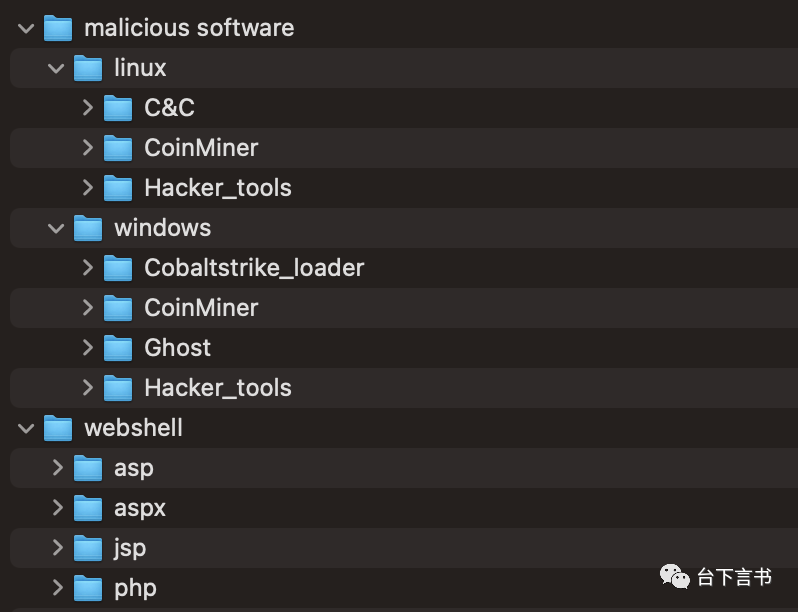 malicious software
linux
C&C
CoinMiner
Hacker_tools
windows
Cobaltstrike_loader
CoinMiner
Ghost
Hacker_tools
webshell
asp
aspx
jsp
php
台下言书